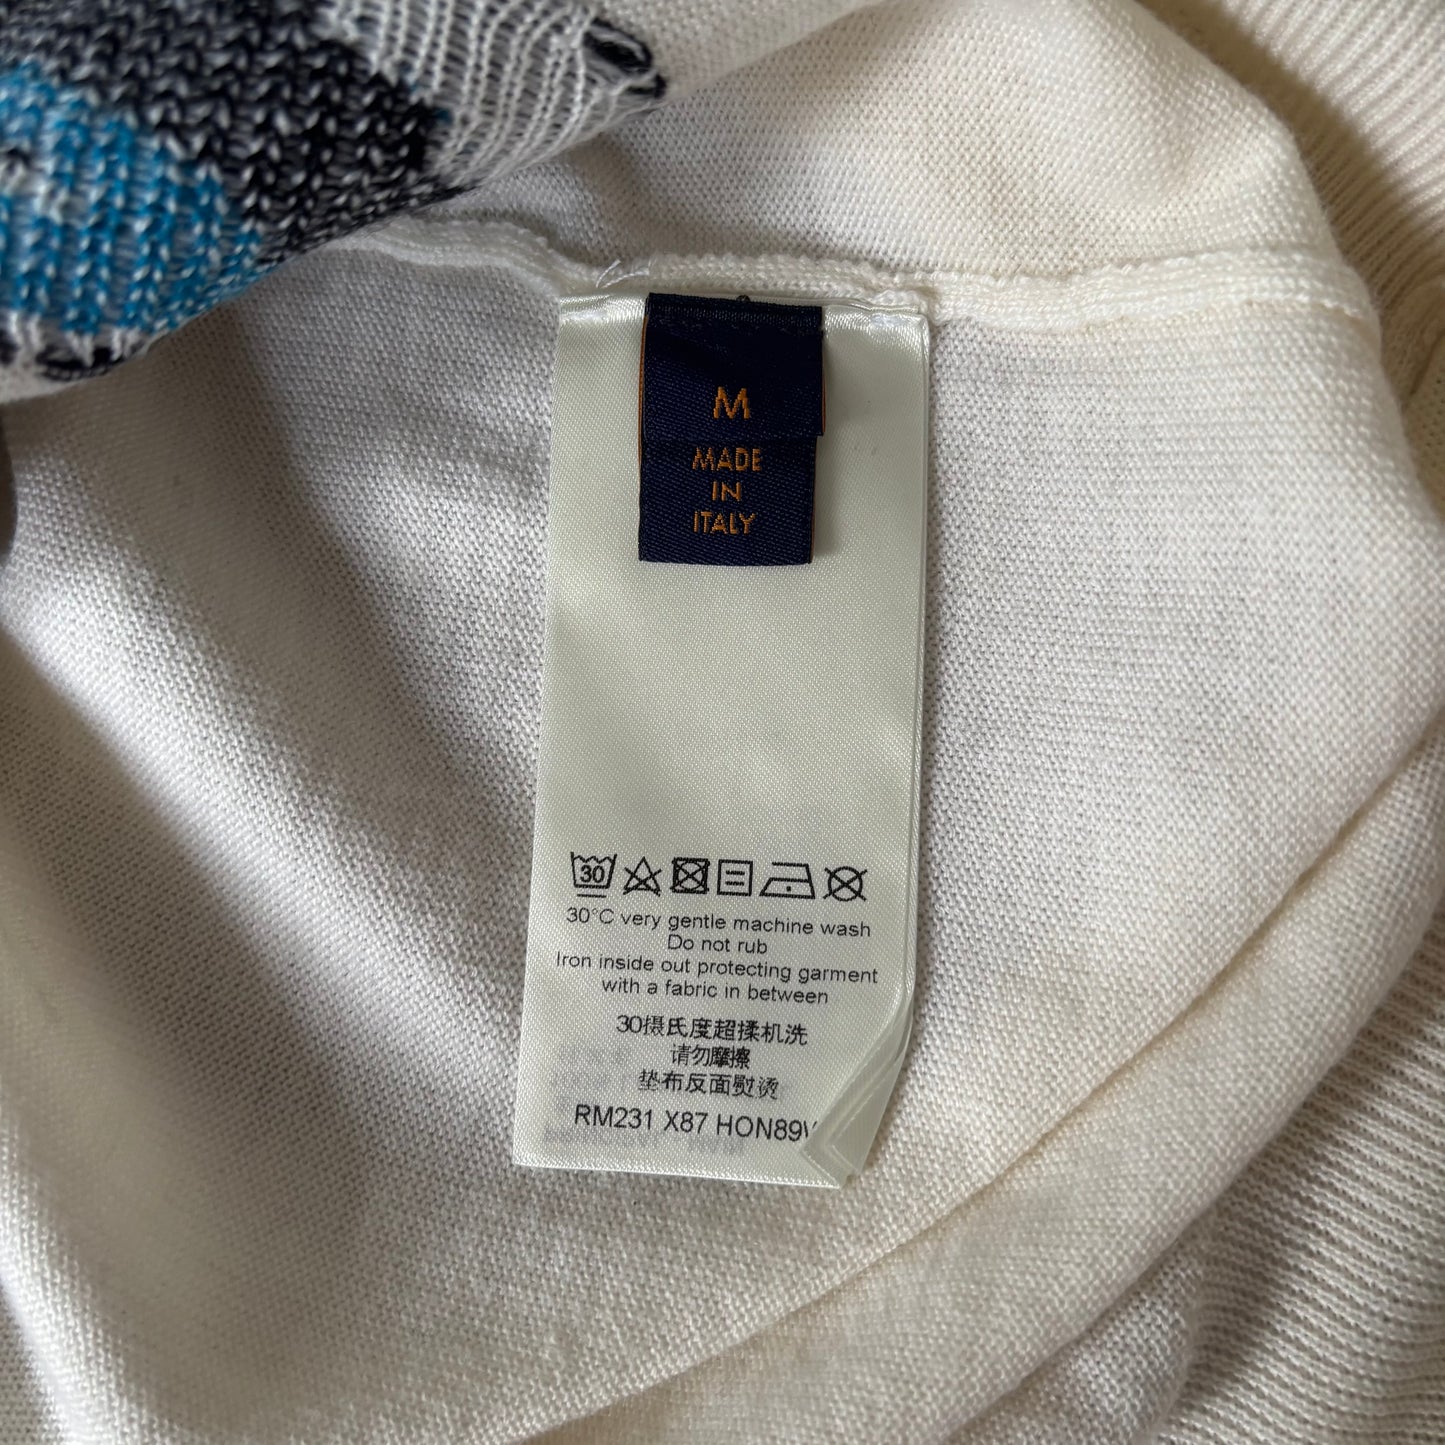 M
MADE
IN
ITALY
30
30°C very gentle machine wash
Do not rub
Iron inside out protecting garment
with a fabric in between
30摄氏度超揉机洗
请勿摩擦
垫布反面熨烫
RM231 X87 HON89